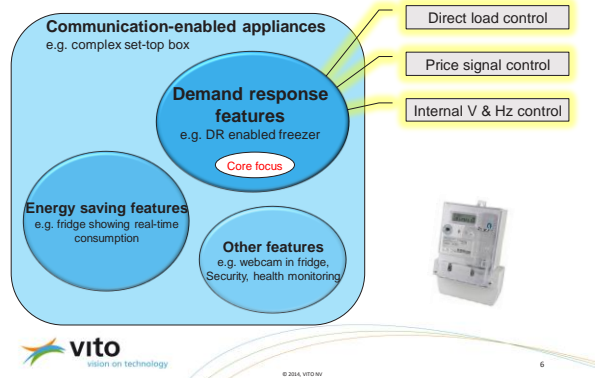 Communication-enabled appliances
e.g. complex set-top box
Direct load control
Price signal control
Internal V & Hz control
Demand response
features
e.g. DR enabled freezer
Core focus
Energy saving features
e.g. fridge showing real-time
consumption
Other features
e.g. webcam in fridge,
Security, health monitoring
vito
vision on technology
© 2014, VITO NV
6